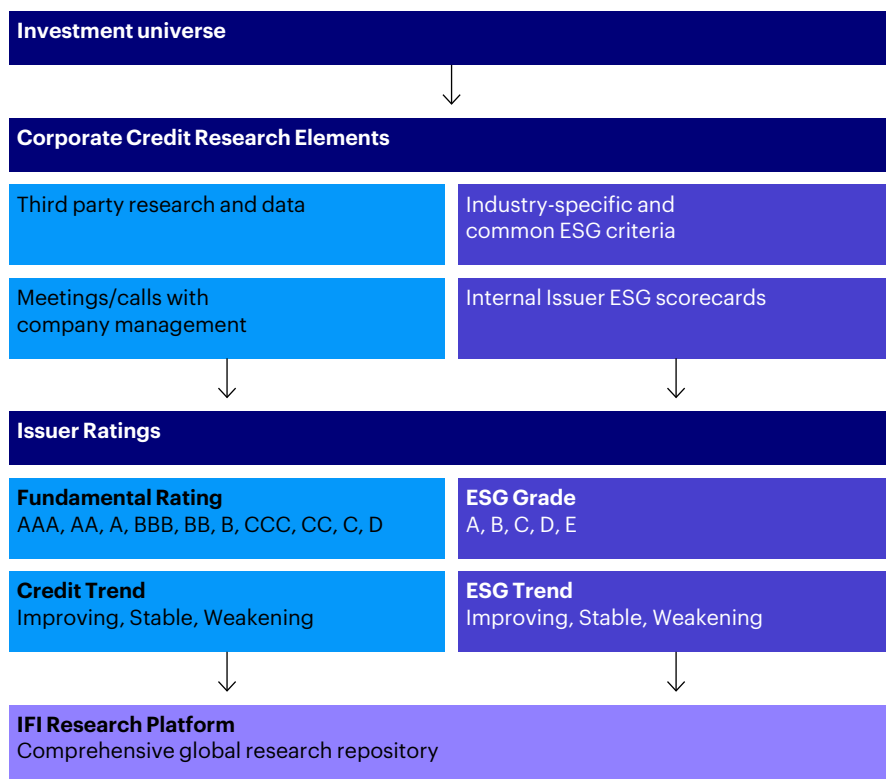 Investment universe
Corporate Credit Research Elements
Third party research and data
Industry-specific and
common ESG criteria
Meetings/calls with
company management
Internal Issuer ESG scorecards
Issuer Ratings
Fundamental Rating
AAA, AA, A, BBB, BB, B, CCC, CC, C, D
ESG Grade
A, B, C, D, E
Credit Trend
Improving, Stable, Weakening
ESG Trend
Improving, Stable, Weakening
IFI Research Platform
Comprehensive global research repository